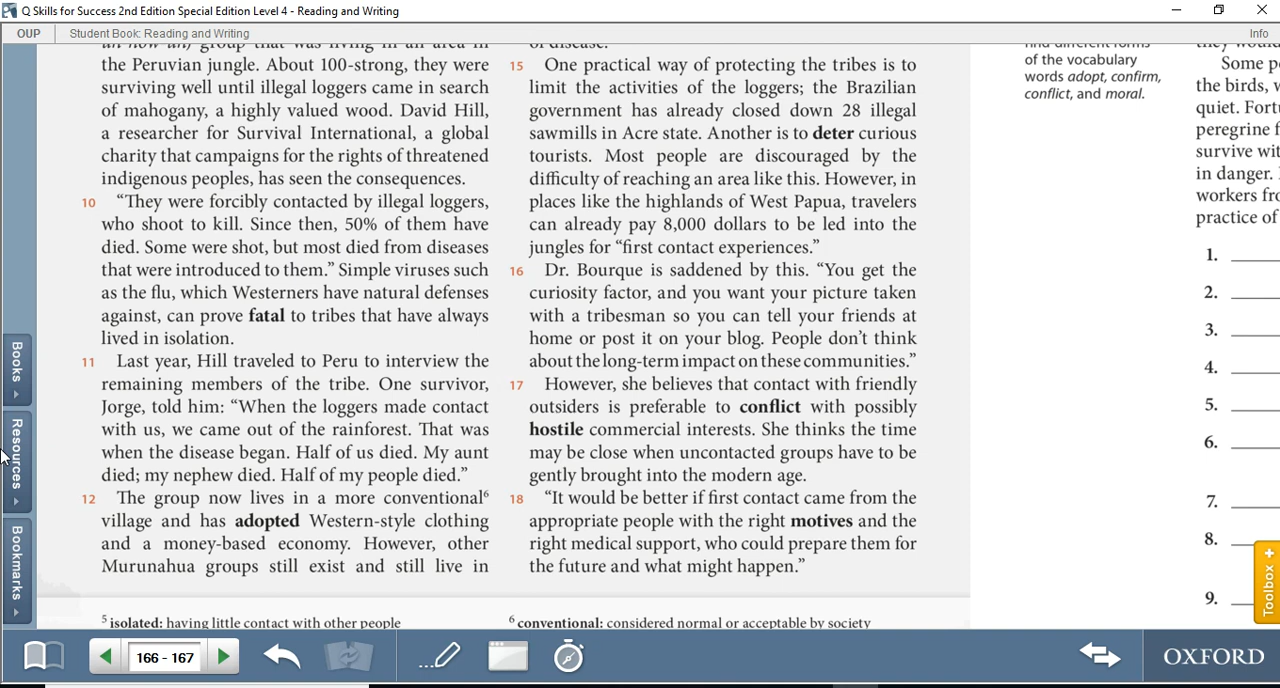 Q Skills for Success 2nd Edition Special Edition Level 4 - Reading and Writing
OUP
Student Book: Reading and Writing
Info
an how an) group that was living in an area in
the Peruvian jungle. About 100-strong, they were
surviving well until illegal loggers came in search
of mahogany, a highly valued wood. David Hill,
a researcher for Survival International, a global
charity that campaigns for the rights of threatened
indigenous peoples, has seen the consequences.
10 “They were forcibly contacted by illegal loggers,
who shoot to kill. Since then, 50% of them have
died. Some were shot, but most died from diseases
that were introduced to them.” Simple viruses such
as the flu, which Westerners have natural defenses
against, can prove fatal to tribes that have always
lived in isolation.
11 Last year, Hill traveled to Peru to interview the
remaining members of the tribe. One survivor,
Jorge, told him: “When the loggers made contact
with us, we came out of the rainforest. That was
when the disease began. Half of us died. My aunt
died; my nephew died. Half of my people died.”
12 The group now lives in a more conventional6
village and has adopted Western-style clothing
and a money-based economy. However, other
Murunahua groups still exist and still live in
of disease.
15 One practical way of protecting the tribes is to
limit the activities of the loggers; the Brazilian
government has already closed down 28 illegal
sawmills in Acre state. Another is to deter curious
tourists. Most people are discouraged by the
difficulty of reaching an area like this. However, in
places like the highlands of West Papua, travelers
can already pay 8,000 dollars to be led into the
jungles for “first contact experiences.”
16 Dr. Bourque is saddened by this. “You get the
curiosity factor, and you want your picture taken
with a tribesman so you can tell your friends at
home or post it on your blog. People don’t think
about the long-term impact on these communities.”
17 However, she believes that contact with friendly
outsiders is preferable to conflict with possibly
hostile commercial interests. She thinks the time
may be close when uncontacted groups have to be
gently brought into the modern age.
18 “It would be better if first contact came from the
appropriate people with the right motives and the
right medical support, who could prepare them for
the future and what might happen.”
5 isolated: having little contact with other people
6 conventional: considered normal or acceptable by society
find different forms
of the vocabulary
words adopt, confirm,
conflict, and moral.
they would
Some pe
the birds, w
quiet. Fort
peregrine f
survive wit
in danger.
workers fro
practice of
1.
2.
3.
4.
5.
6.
7.
8.
9.
Books
Resources
Bookmarks
Toolbox +
166 - 167
OXFORD